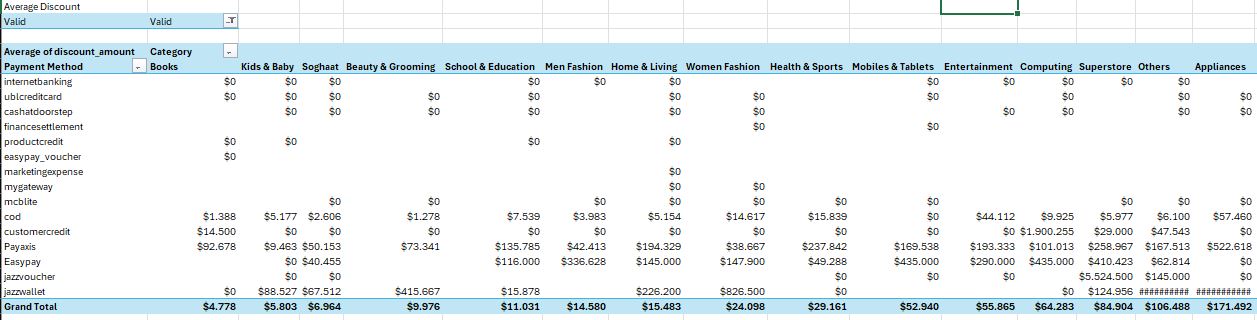 Average Discount
Valid Valid
Average of discount_amount Category
Payment Method Books Kids & Baby Soghaat Beauty & Grooming School & Education Men Fashion Home & Living Women Fashion Health & Sports Mobiles & Tablets Entertainment Computing Superstore Others Appliances
internetbanking $0 $0 $0 $0 $0 $0 $0 $0 $0 $0 $0
ublcreditcard $0 $0 $0 $0 $0 $0 $0 $0 $0 $0 $0
cashatdoorstep $0 $0 $0 $0 $0 $0 $0 $0 $0 $0
financesettlement $0 $0
productcredit $0 $0 $0 $0
easypay_voucher $0
marketingexpense $0
mygateway $0 $0
mcblite $0 $0 $0 $0 $0 $0 $0 $0 $0 $0
cod $1.388 $5.177 $2.606 $1.278 $7.539 $3.983 $5.154 $14.617 $15.839 $0 $44.112 $9.925 $5.977 $6.100 $57.460
customercredit $14.500 $0 $0 $0 $0 $0 $0 $0 $0 $0 $0 $1.900.255 $29.000 $47.543 $0
Payaxis $92.678 $9.463 $50.153 $73.341 $135.785 $42.413 $194.329 $38.667 $237.842 $169.538 $193.333 $101.013 $258.967 $167.513 $522.618
Easypay $0 $40.455 $116.000 $336.628 $145.000 $147.900 $49.288 $435.000 $290.000 $435.000 $410.423 $62.814 $0
jazzvoucher $0 $0 $0 $0 $0 $5.524.500 $145.000 $0
jazzwallet $0 $88.527 $67.512 $415.667 $15.878 $226.200 $826.500 $0 $0 $124.956 ########## ###########
Grand Total $4.778 $5.803 $6.964 $9.976 $11.031 $14.580 $15.483 $24.098 $29.161 $52.940 $55.865 $64.283 $84.904 $106.488 $171.492